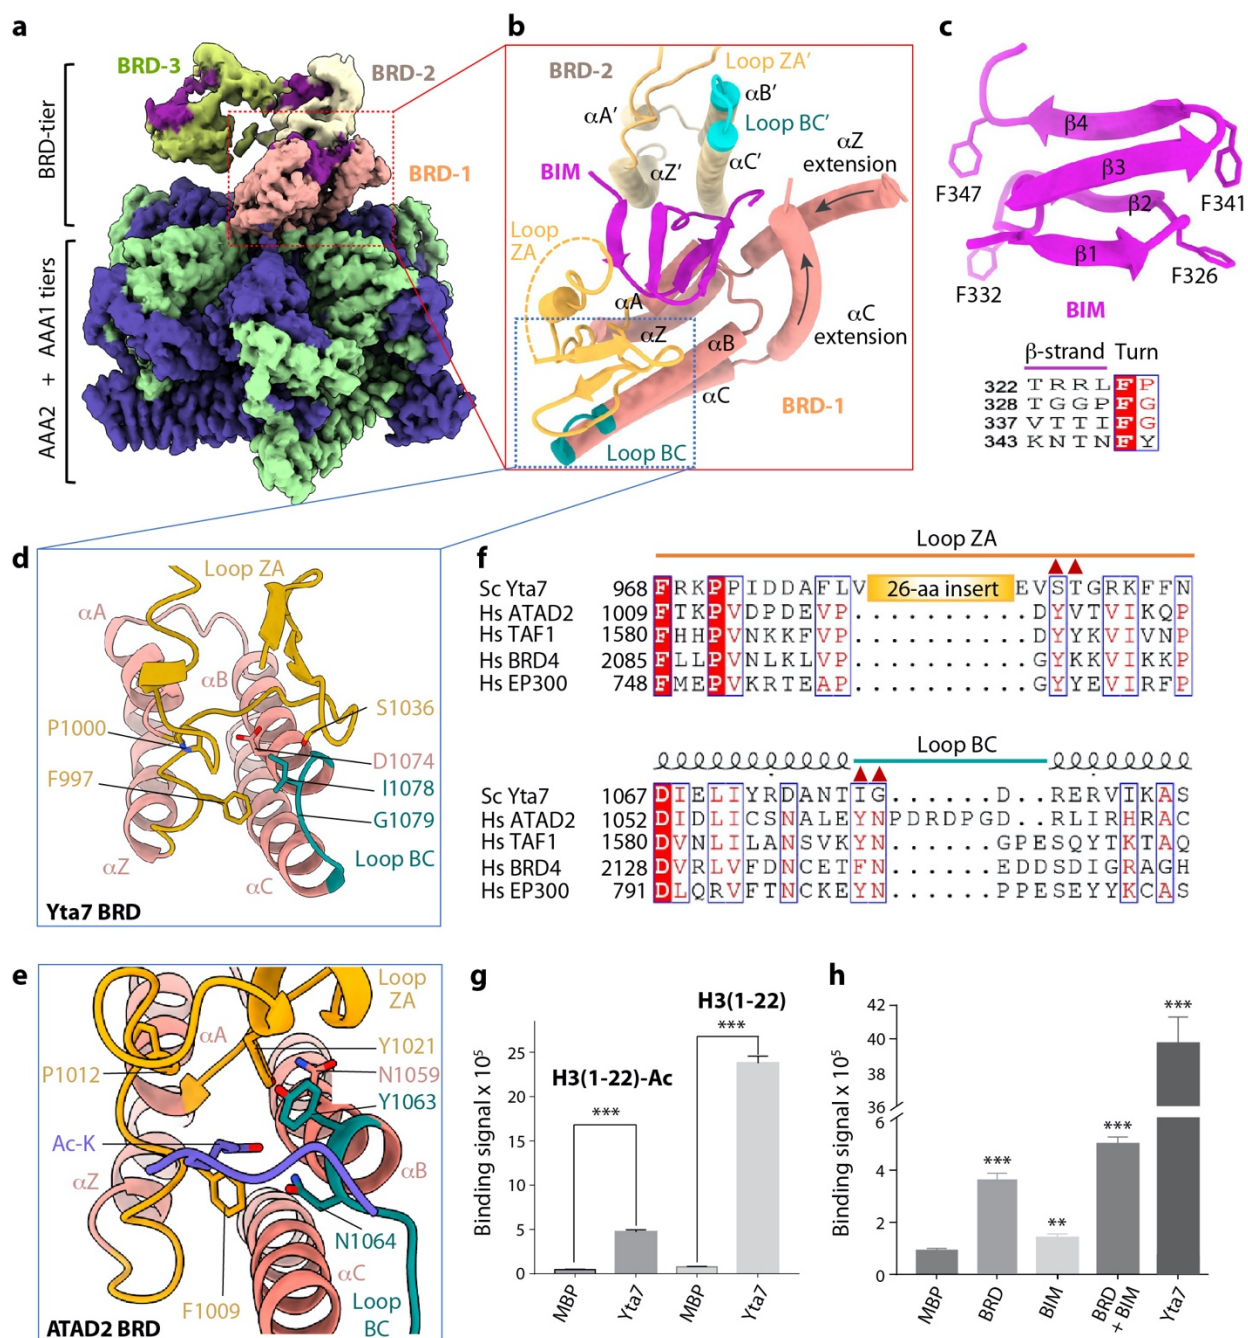 a
BRD-3
BRD-2
BRD-1
BRD-tier
AAA2 + AAA1 tiers
b
BRD-2
Loop ZA'
αB'
αA'
Loop BC'
αZ
extension
αZ'
αC'
BIM
Loop
ZA
αA
αZ
αB
αC
extension
αC
BRD-1
Loop BC
c
β4
β3
F347
F341
β2
β1
F332
F326
BIM
β-strand Turn
322 T R R L F P
328 T G G P F G
337 V T T I F G
343 K N T N F Y
d
Loop ZA
αA
αB
S1036
P1000
D1074
F997
I1078
G1079
αZ
Loop BC
αC
Yta7 BRD
e
Loop
ZA
αA
Y1021
P1012
N1059
Y1063
Ac-K
αZ
αB
N1064
αC
F1009
Loop
BC
ATAD2 BRD
f
Loop ZA
Sc Yta7 968 F R K P P I D D A F L V 26-aa insert E V S T G R K F F N
Hs ATAD2 1009 F T K P V D P D E V P . . . . . . . . . . D Y V T V I K Q P
Hs TAF1 1580 F H H P V N K K F V P . . . . . . . . . . D Y Y K V I V N P
Hs BRD4 2085 F L L P V N L K L V P . . . . . . . . . . G Y K K V I K K P
Hs EP300 748 F M E P V K R T E A P . . . . . . . . . . G Y Y E V I R F P
Loop BC
Sc Yta7 1067 D I E L I Y R D A N T I G . . . . . . D . . R E R V I K A S
Hs ATAD2 1052 D I D L I C S N A L E Y N P D R D P G D . . R L I R H R A C
Hs TAF1 1580 D V N L I L A N S V K Y N . . . . . . G P E S Q Y T K T A Q
Hs BRD4 2128 D V R L V F D N C E T F N . . . . . . E D D S D I G R A G H
Hs EP300 791 D L Q R V F T N C K E Y N . . . . . . P P E S E Y Y K C A S
g
H3(1-22)
***
H3(1-22)-Ac
***
Binding signal x 10⁵
25
20
15
10
5
0
MBP
Yta7
MBP
Yta7
h
Binding signal x 10⁵
42
40
38
36
6
4
2
0
***
**
***
***
MBP
BRD
BIM
BRD
+ BIM
Yta7